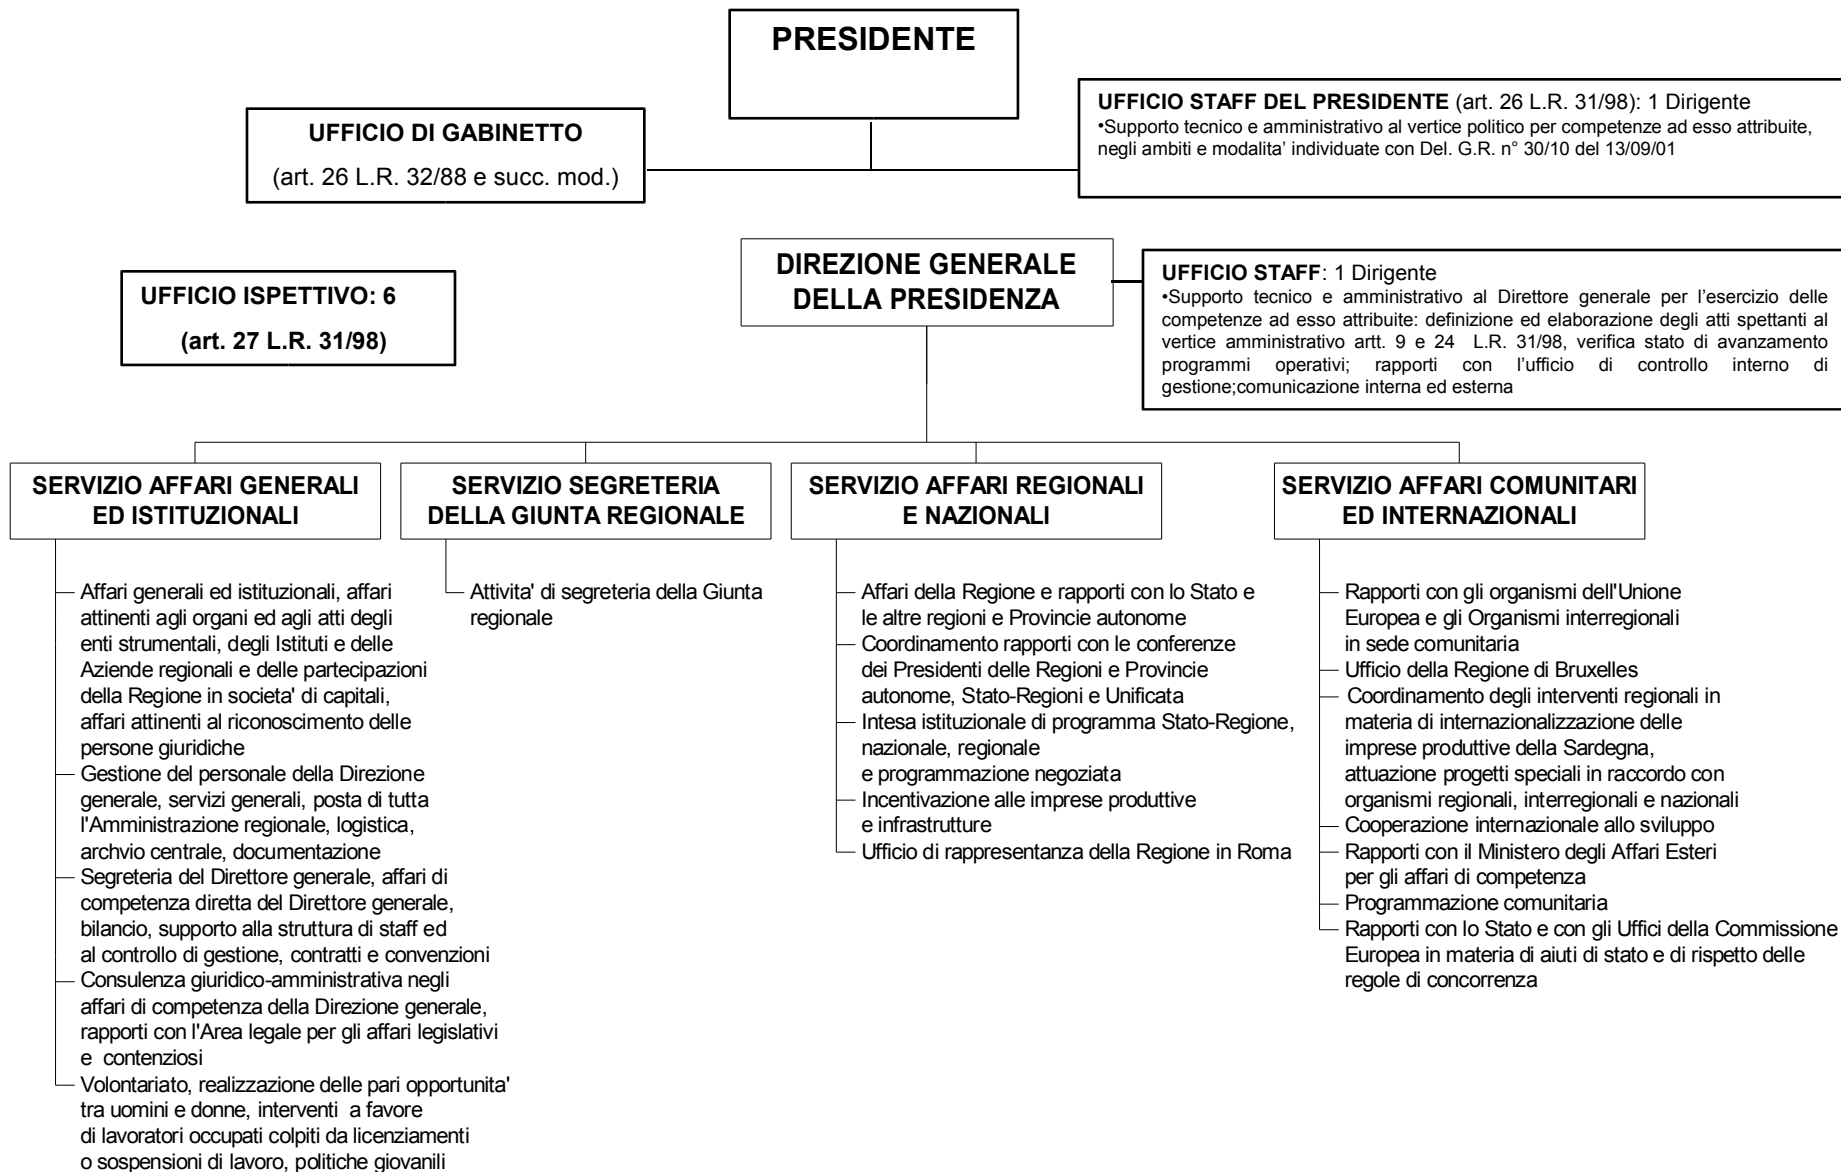 PRESIDENTE
UFFICIO DI GABINETTO
(art. 26 L.R. 32/88 e succ. mod.)
UFFICIO STAFF DEL PRESIDENTE (art. 26 L.R. 31/98): 1 Dirigente
•Supporto tecnico e amministrativo al vertice politico per competenze ad esso attribuite,
negli ambiti e modalita’ individuate con Del. G.R. n° 30/10 del 13/09/01
UFFICIO ISPETTIVO: 6
(art. 27 L.R. 31/98)
DIREZIONE GENERALE
DELLA PRESIDENZA
UFFICIO STAFF: 1 Dirigente
•Supporto tecnico e amministrativo al Direttore generale per l’esercizio delle
competenze ad esso attribuite: definizione ed elaborazione degli atti spettanti al
vertice amministrativo artt. 9 e 24 L.R. 31/98, verifica stato di avanzamento
programmi operativi; rapporti con l’ufficio di controllo interno di
gestione;comunicazione interna ed esterna
SERVIZIO AFFARI GENERALI
ED ISTITUZIONALI
Affari generali ed istituzionali, affari
attinenti agli organi ed agli atti degli
enti strumentali, degli Istituti e delle
Aziende regionali e delle partecipazioni
della Regione in societa' di capitali,
affari attinenti al riconoscimento delle
persone giuridiche
Gestione del personale della Direzione
generale, servizi generali, posta di tutta
l'Amministrazione regionale, logistica,
archvio centrale, documentazione
Segreteria del Direttore generale, affari di
competenza diretta del Direttore generale,
bilancio, supporto alla struttura di staff ed
al controllo di gestione, contratti e convenzioni
Consulenza giuridico-amministrativa negli
affari di competenza della Direzione generale,
rapporti con l'Area legale per gli affari legislativi
e contenziosi
Volontariato, realizzazione delle pari opportunita'
tra uomini e donne, interventi a favore
di lavoratori occupati colpiti da licenziamenti
o sospensioni di lavoro, politiche giovanili
SERVIZIO SEGRETERIA
DELLA GIUNTA REGIONALE
Attivita' di segreteria della Giunta
regionale
SERVIZIO AFFARI REGIONALI
E NAZIONALI
Affari della Regione e rapporti con lo Stato e
le altre regioni e Provincie autonome
Coordinamento rapporti con le conferenze
dei Presidenti delle Regioni e Provincie
autonome, Stato-Regioni e Unificata
Intesa istituzionale di programma Stato-Regione,
nazionale, regionale
e programmazione negoziata
Incentivazione alle imprese produttive
e infrastrutture
Ufficio di rappresentanza della Regione in Roma
SERVIZIO AFFARI COMUNITARI
ED INTERNAZIONALI
Rapporti con gli organismi dell'Unione
Europea e gli Organismi interregionali
in sede comunitaria
Ufficio della Regione di Bruxelles
Coordinamento degli interventi regionali in
materia di internazionalizzazione delle
imprese produttive della Sardegna,
attuazione progetti speciali in raccordo con
organismi regionali, interregionali e nazionali
Cooperazione internazionale allo sviluppo
Rapporti con il Ministero degli Affari Esteri
per gli affari di competenza
Programmazione comunitaria
Rapporti con lo Stato e con gli Uffici della Commissione
Europea in materia di aiuti di stato e di rispetto delle
regole di concorrenza